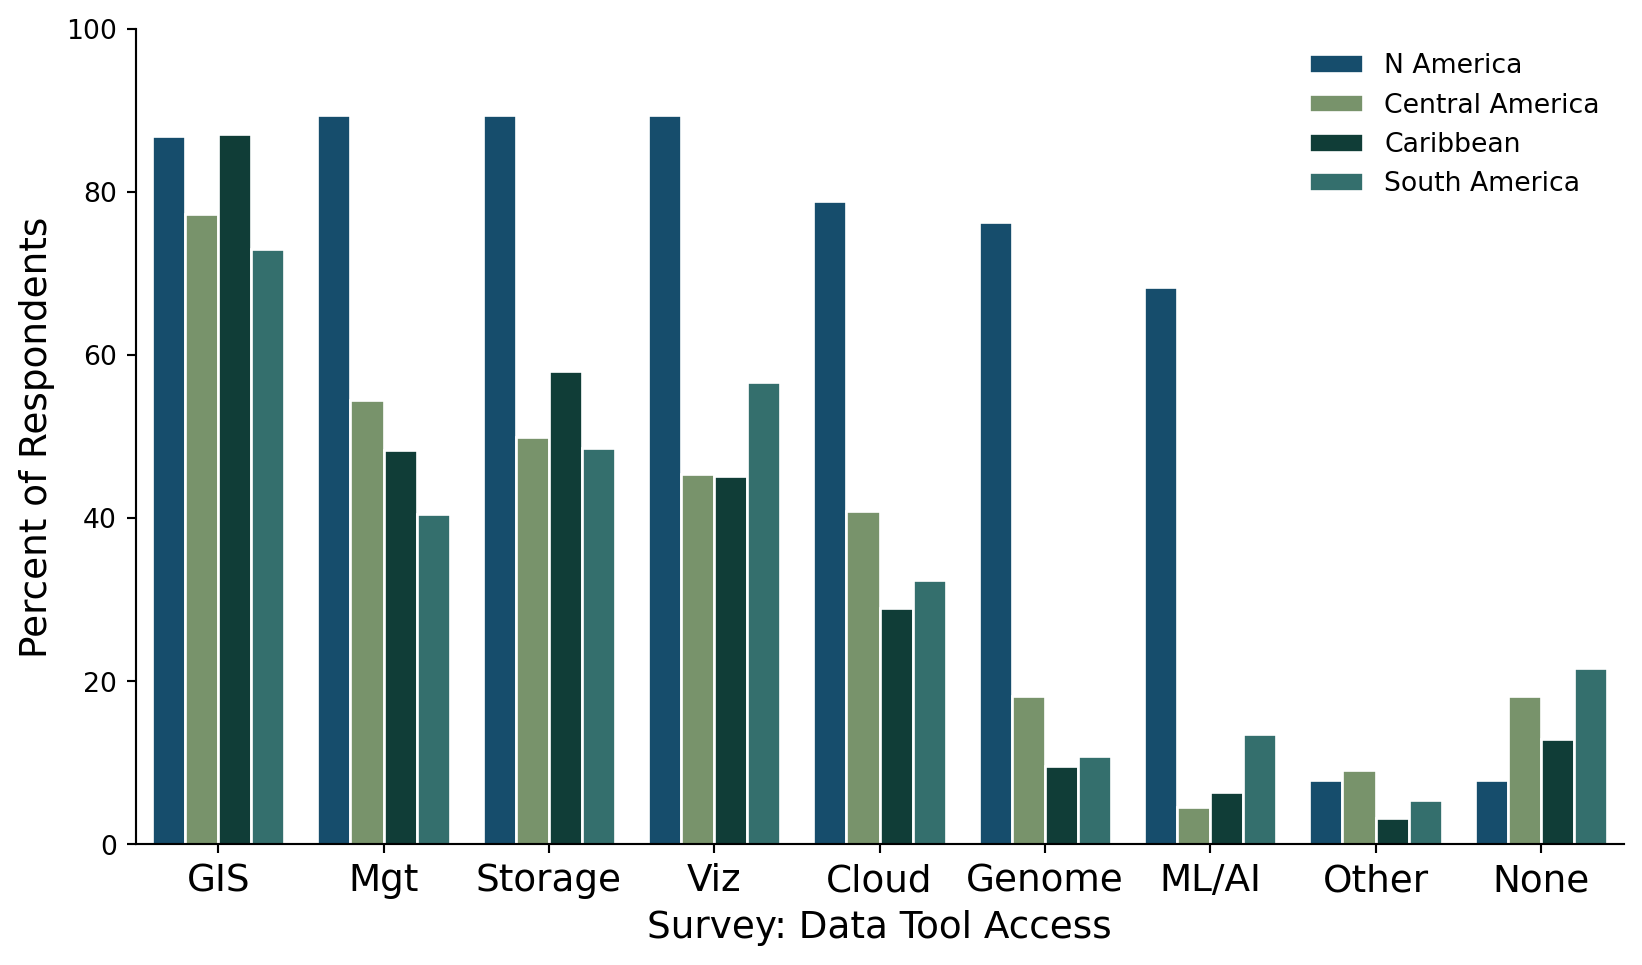 100
80
60
40
20
0
Percent of Respondents
N America
Central America
Caribbean
South America
GIS Mgt Storage Viz Cloud Genome ML/AI Other None
Survey: Data Tool Access